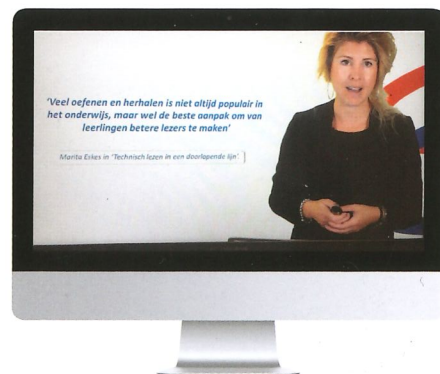 ‘Veel oefenen en herhalen is niet altijd populair in
het onderwijs, maar wel de beste aanpak om van
leerlingen betere lezers te maken’
Marita Eskes in ‘Technisch lezen in een doorlopende lijn’